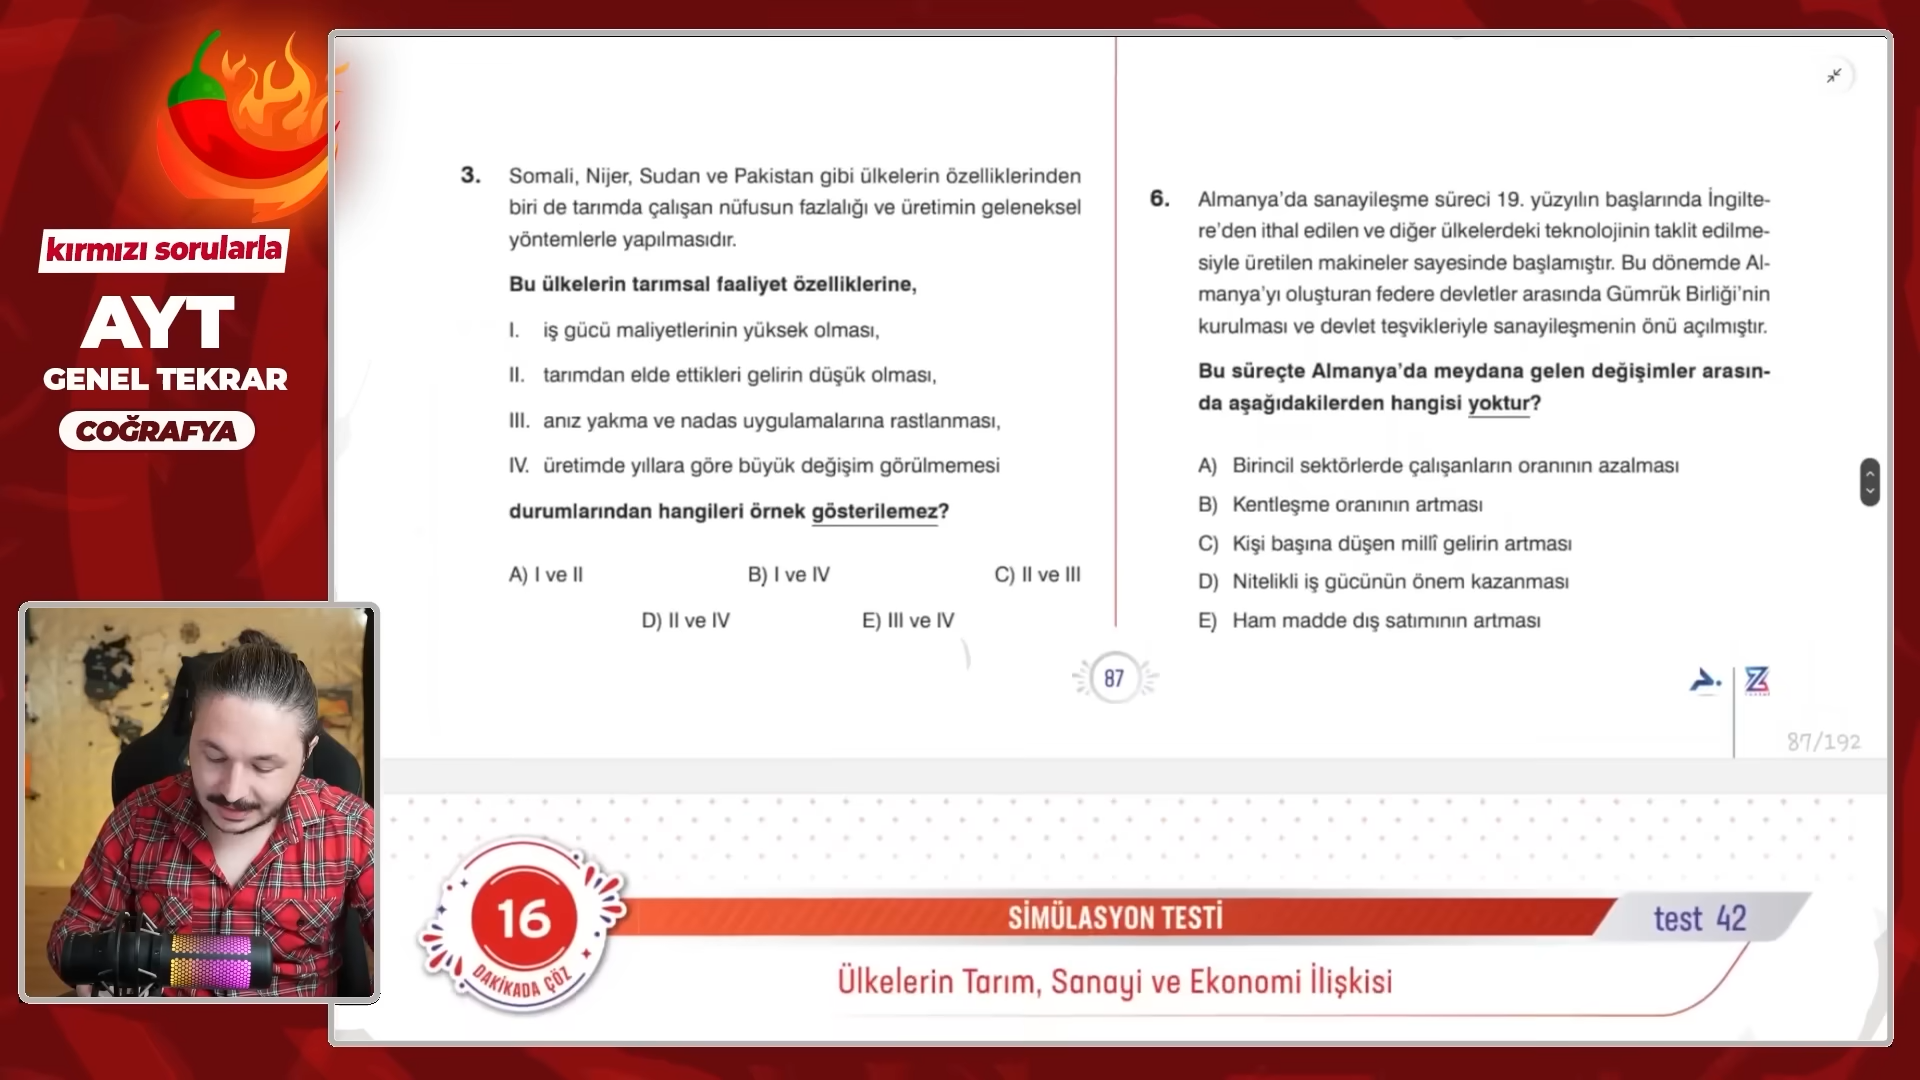 kırmızı sorularla
AYT
GENEL TEKRAR
COĞRAFYA
3. Somali, Nijer, Sudan ve Pakistan gibi ülkelerin özelliklerinden
biri de tarımda çalışan nüfusun fazlalığı ve üretimin geleneksel
yöntemlerle yapılmasıdır.
Bu ülkelerin tarımsal faaliyet özelliklerine,
I. iş gücü maliyetlerinin yüksek olması,
II. tarımdan elde ettikleri gelirin düşük olması,
III. anız yakma ve nadas uygulamalarına rastlanması,
IV. üretimde yıllara göre büyük değişim görülmemesi
durumlarından hangileri örnek gösterilemez?
A) I ve II B) I ve IV C) II ve III
D) II ve IV E) III ve IV
6. Almanya’da sanayileşme süreci 19. yüzyılın başlarında İngilte-
re’den ithal edilen ve diğer ülkelerdeki teknolojinin taklit edilme-
siyle üretilen makineler sayesinde başlamıştır. Bu dönemde Al-
manya’yı oluşturan federe devletler arasında Gümrük Birliği’nin
kurulması ve devlet teşvikleriyle sanayileşmenin önü açılmıştır.
Bu süreçte Almanya’da meydana gelen değişimler arasın-
da aşağıdakilerden hangisi yoktur?
A) Birincil sektörlerde çalışanların oranının azalması
B) Kentleşme oranının artması
C) Kişi başına düşen millî gelirin artması
D) Nitelikli iş gücünün önem kazanması
E) Ham madde dış satımının artması
87
87/192
16
DAKİKADA ÇÖZ
SİMÜLASYON TESTİ
test 42
Ülkelerin Tarım, Sanayi ve Ekonomi İlişkisi